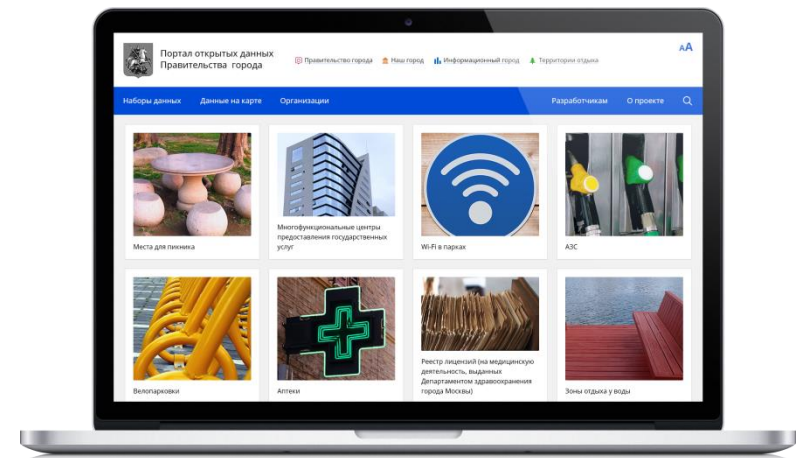 Портал открытых данных
Правительства города
Правительство города Наш город Информационный город Территории отдыха
AA
Наборы данных Данные на карте Организации Разработчикам О проекте
Места для пикника
Многофункциональные центры
предоставления государственных
услуг
Wi-Fi в парках
АЗС
Велопарковки
Аптеки
Реестр лицензий (на медицинскую
деятельность, выданных
Департаментом здравоохранения
города Москвы)
Зоны отдыха у воды